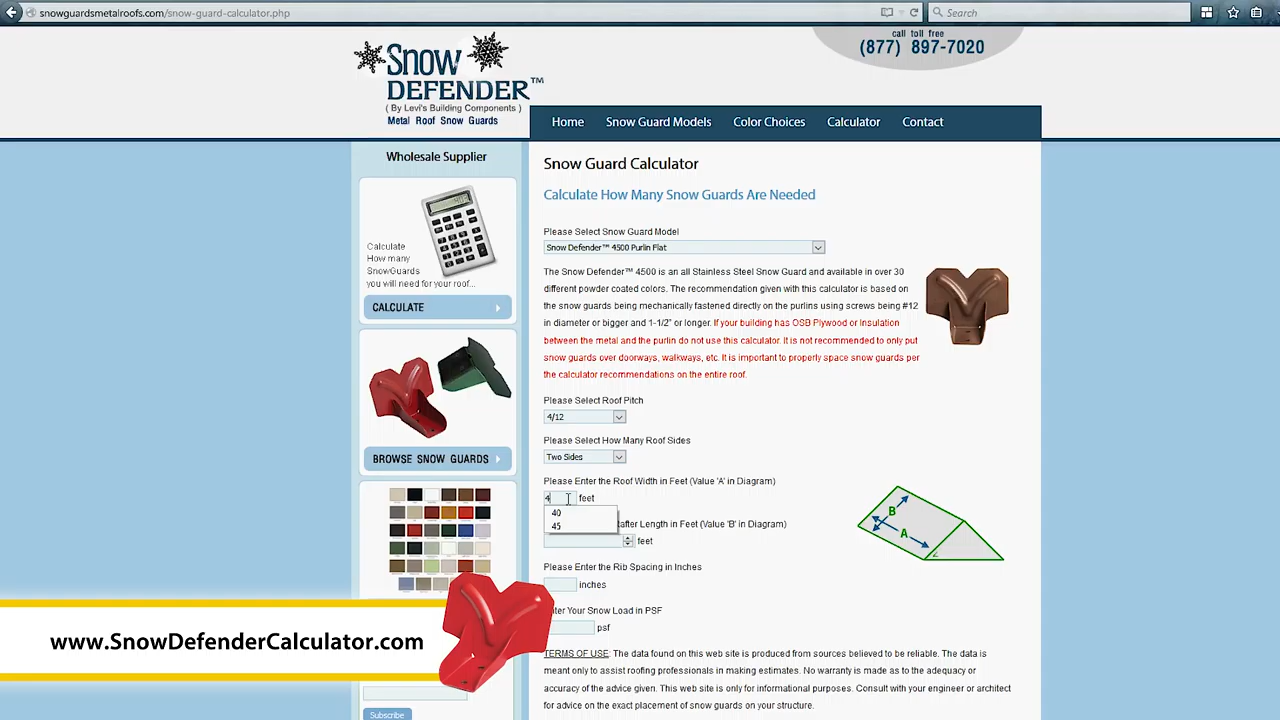 snowguardsmetalroofs.com/snow-guard-calculator.php
Search
call toll free
(877) 897-7020
Snow
DEFENDER™
( By Levi's Building Components )
Metal Roof Snow Guards
Home
Snow Guard Models
Color Choices
Calculator
Contact
Wholesale Supplier
Calculate
How many
SnowGuards
you will need for your roof...
CALCULATE
BROWSE SNOW GUARDS
Snow Guard Calculator
Calculate How Many Snow Guards Are Needed
Please Select Snow Guard Model
Snow Defender™ 4500 Purlin Flat
The Snow Defender™ 4500 is an all Stainless Steel Snow Guard and available in over 30
different powder coated colors. The recommendation given with this calculator is based on
the snow guards being mechanically fastened directly on the purlins using screws being #12
in diameter or bigger and 1-1/2" or longer. If your building has OSB Plywood or Insulation
between the metal and the purlin do not use this calculator. It is not recommended to only put
snow guards over doorways, walkways, etc. It is important to properly space snow guards per
the calculator recommendations on the entire roof.
Please Select Roof Pitch
4/12
Please Select How Many Roof Sides
Two Sides
Please Enter the Roof Width in Feet (Value 'A' in Diagram)
4 feet
40
45
after Length in Feet (Value 'B' in Diagram)
feet
B
A
Please Enter the Rib Spacing in Inches
inches
nter Your Snow Load in PSF
psf
TERMS OF USE: The data found on this web site is produced from sources believed to be reliable. The data is
meant only to assist roofing professionals in making estimates. No warranty is made as to the adequacy or
accuracy of the advice given. This web site is only for informational purposes. Consult with your engineer or architect
for advice on the exact placement of snow guards on your structure.
www.SnowDefenderCalculator.com
Subscribe